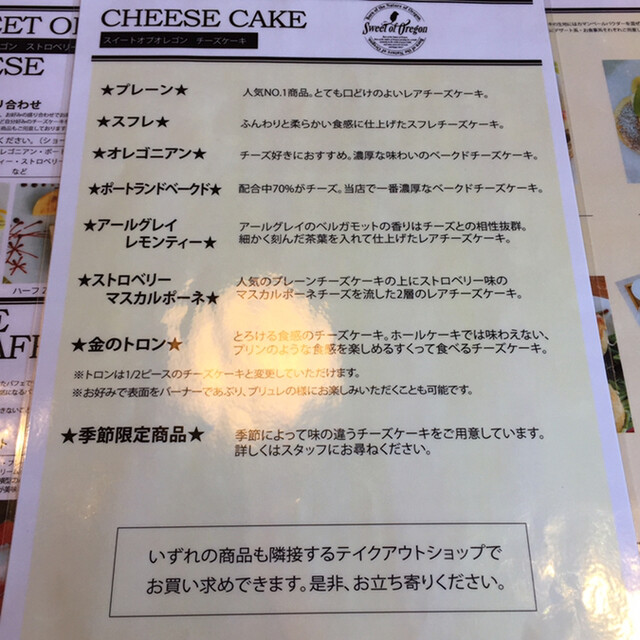 CHEESE CAKE
スイートオブオレゴン チーズケーキ
Sweet of Oregon
★プレーン★
人気NO.1商品。とても口どけのよいレアチーズケーキ。
★スフレ★
ふんわりと柔らかい食感に仕上げたスフレチーズケーキ。
★オレゴニアン★
チーズ好きにおすすめ。濃厚な味わいのベークドチーズケーキ。
★ポートランドベークド★
配合中70%がチーズ。当店で一番濃厚なベークドチーズケーキ。
★アールグレイ
レモンティー★
アールグレイのベルガモットの香りはチーズとの相性抜群。
細かく刻んだ茶葉を入れて仕上げたレアチーズケーキ。
★ストロベリー
マスカルポーネ★
人気のプレーンチーズケーキの上にストロベリー味の
マスカルポーネチーズを流した2層のレアチーズケーキ。
★金のトロン★
とろける食感のチーズケーキ。ホールケーキでは味わえない、
プリンのような食感を楽しめるすくって食べるチーズケーキ。
※トロンは1/2ピースのチーズケーキと変更していただけます。
※お好みで表面をバーナーであぶり、ブリュレの様にお楽しみいただくことも可能です。
★季節限定商品★
季節によって味の違うチーズケーキをご用意しています。
詳しくはスタッフにお尋ねください。
いずれの商品も隣接するテイクアウトショップで
お買い求めできます。是非、お立ち寄りください。